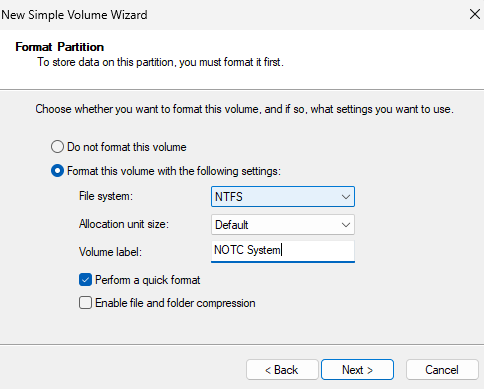 New Simple Volume Wizard
Format Partition
To store data on this partition, you must format it first.
Choose whether you want to format this volume, and if so, what settings you want to use.
Do not format this volume
Format this volume with the following settings:
File system: NTFS
Allocation unit size: Default
Volume label: NOTC System
Perform a quick format
Enable file and folder compression
< Back Next > Cancel